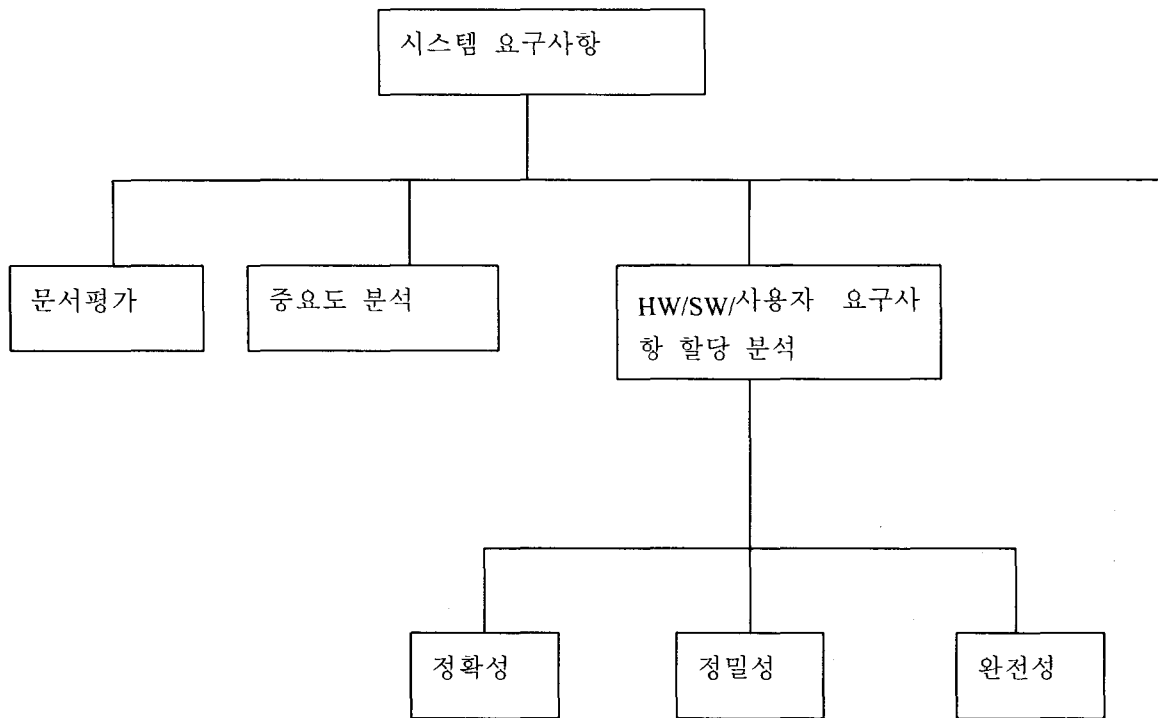 시스템 요구사항
문서평가
중요도 분석
HW/SW/사용자 요구사
항 할당 분석
정확성
정밀성
완전성